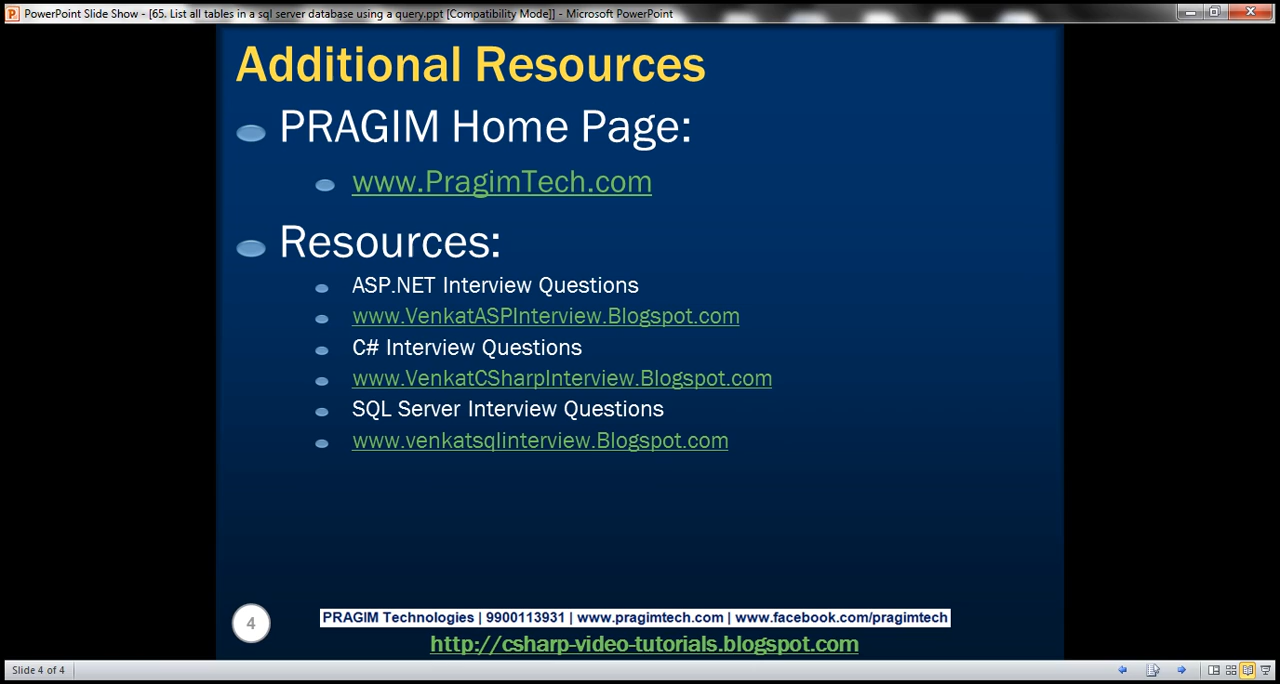 PowerPoint Slide Show - [65. List all tables in a sql server database using a query.ppt [Compatibility Mode]] - Microsoft PowerPoint
Additional Resources
PRAGIM Home Page:
www.PragimTech.com
Resources:
ASP.NET Interview Questions
www.VenkatASPInterview.Blogspot.com
C# Interview Questions
www.VenkatCSharpInterview.Blogspot.com
SQL Server Interview Questions
www.venkatsqlinterview.Blogspot.com
4
PRAGIM Technologies | 9900113931 | www.pragimtech.com | www.facebook.com/pragimtech
http://csharp-video-tutorials.blogspot.com
Slide 4 of 4